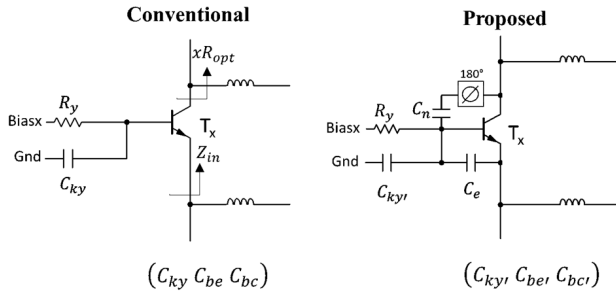 Conventional
xR_opt
R_y
Biasx
T_x
Gnd
Z_in
C_ky
(C_ky C_be C_bc)
Proposed
180°
C_n
R_y
Biasx
T_x
Gnd
C_ky′
C_e
(C_ky′ C_be′ C_bc′)